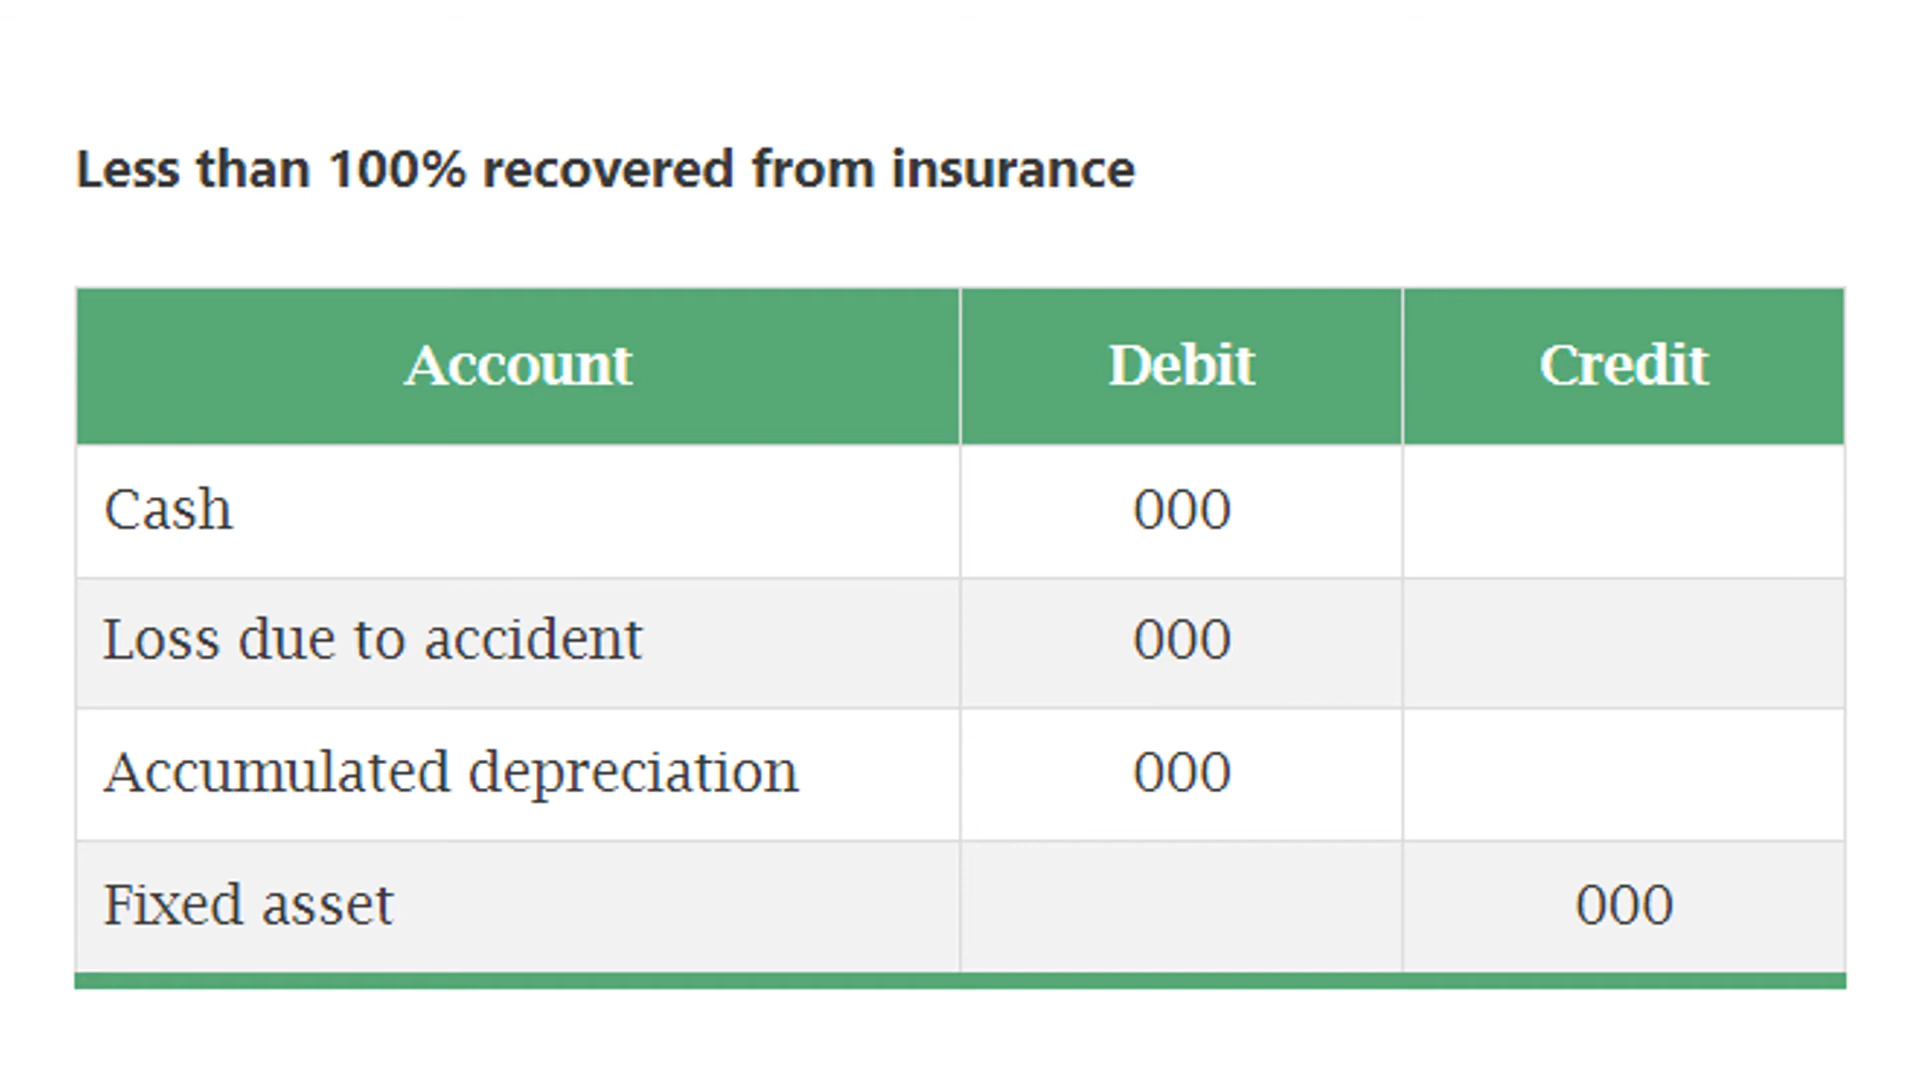 Less than 100% recovered from insurance
Account Debit Credit
Cash 000
Loss due to accident 000
Accumulated depreciation 000
Fixed asset 000